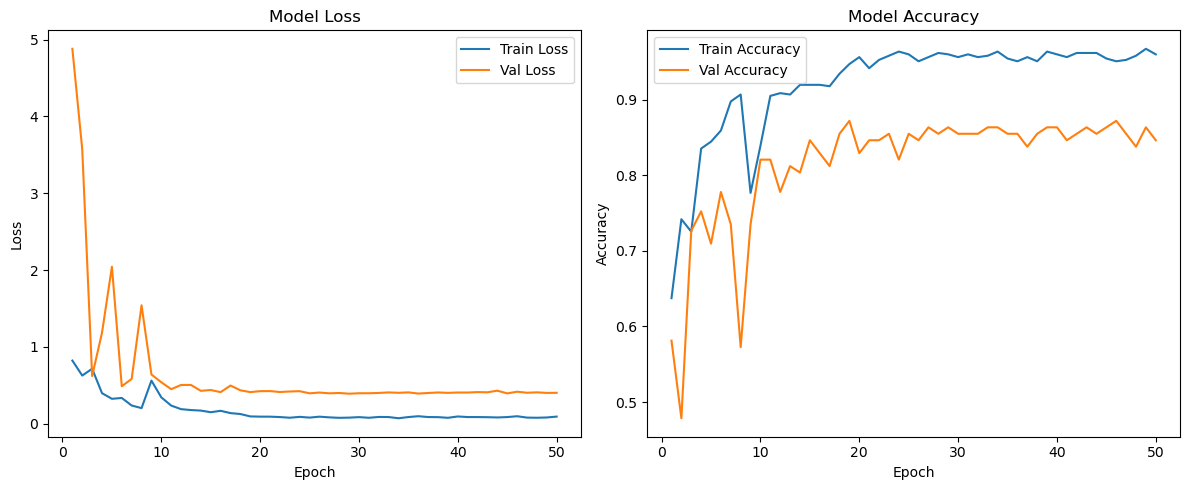 Model Loss
5
4
3
2
1
0
Loss
Train Loss
Val Loss
0 10 20 30 40 50
Epoch
Model Accuracy
0.9
0.8
0.7
0.6
0.5
Accuracy
Train Accuracy
Val Accuracy
0 10 20 30 40 50
Epoch